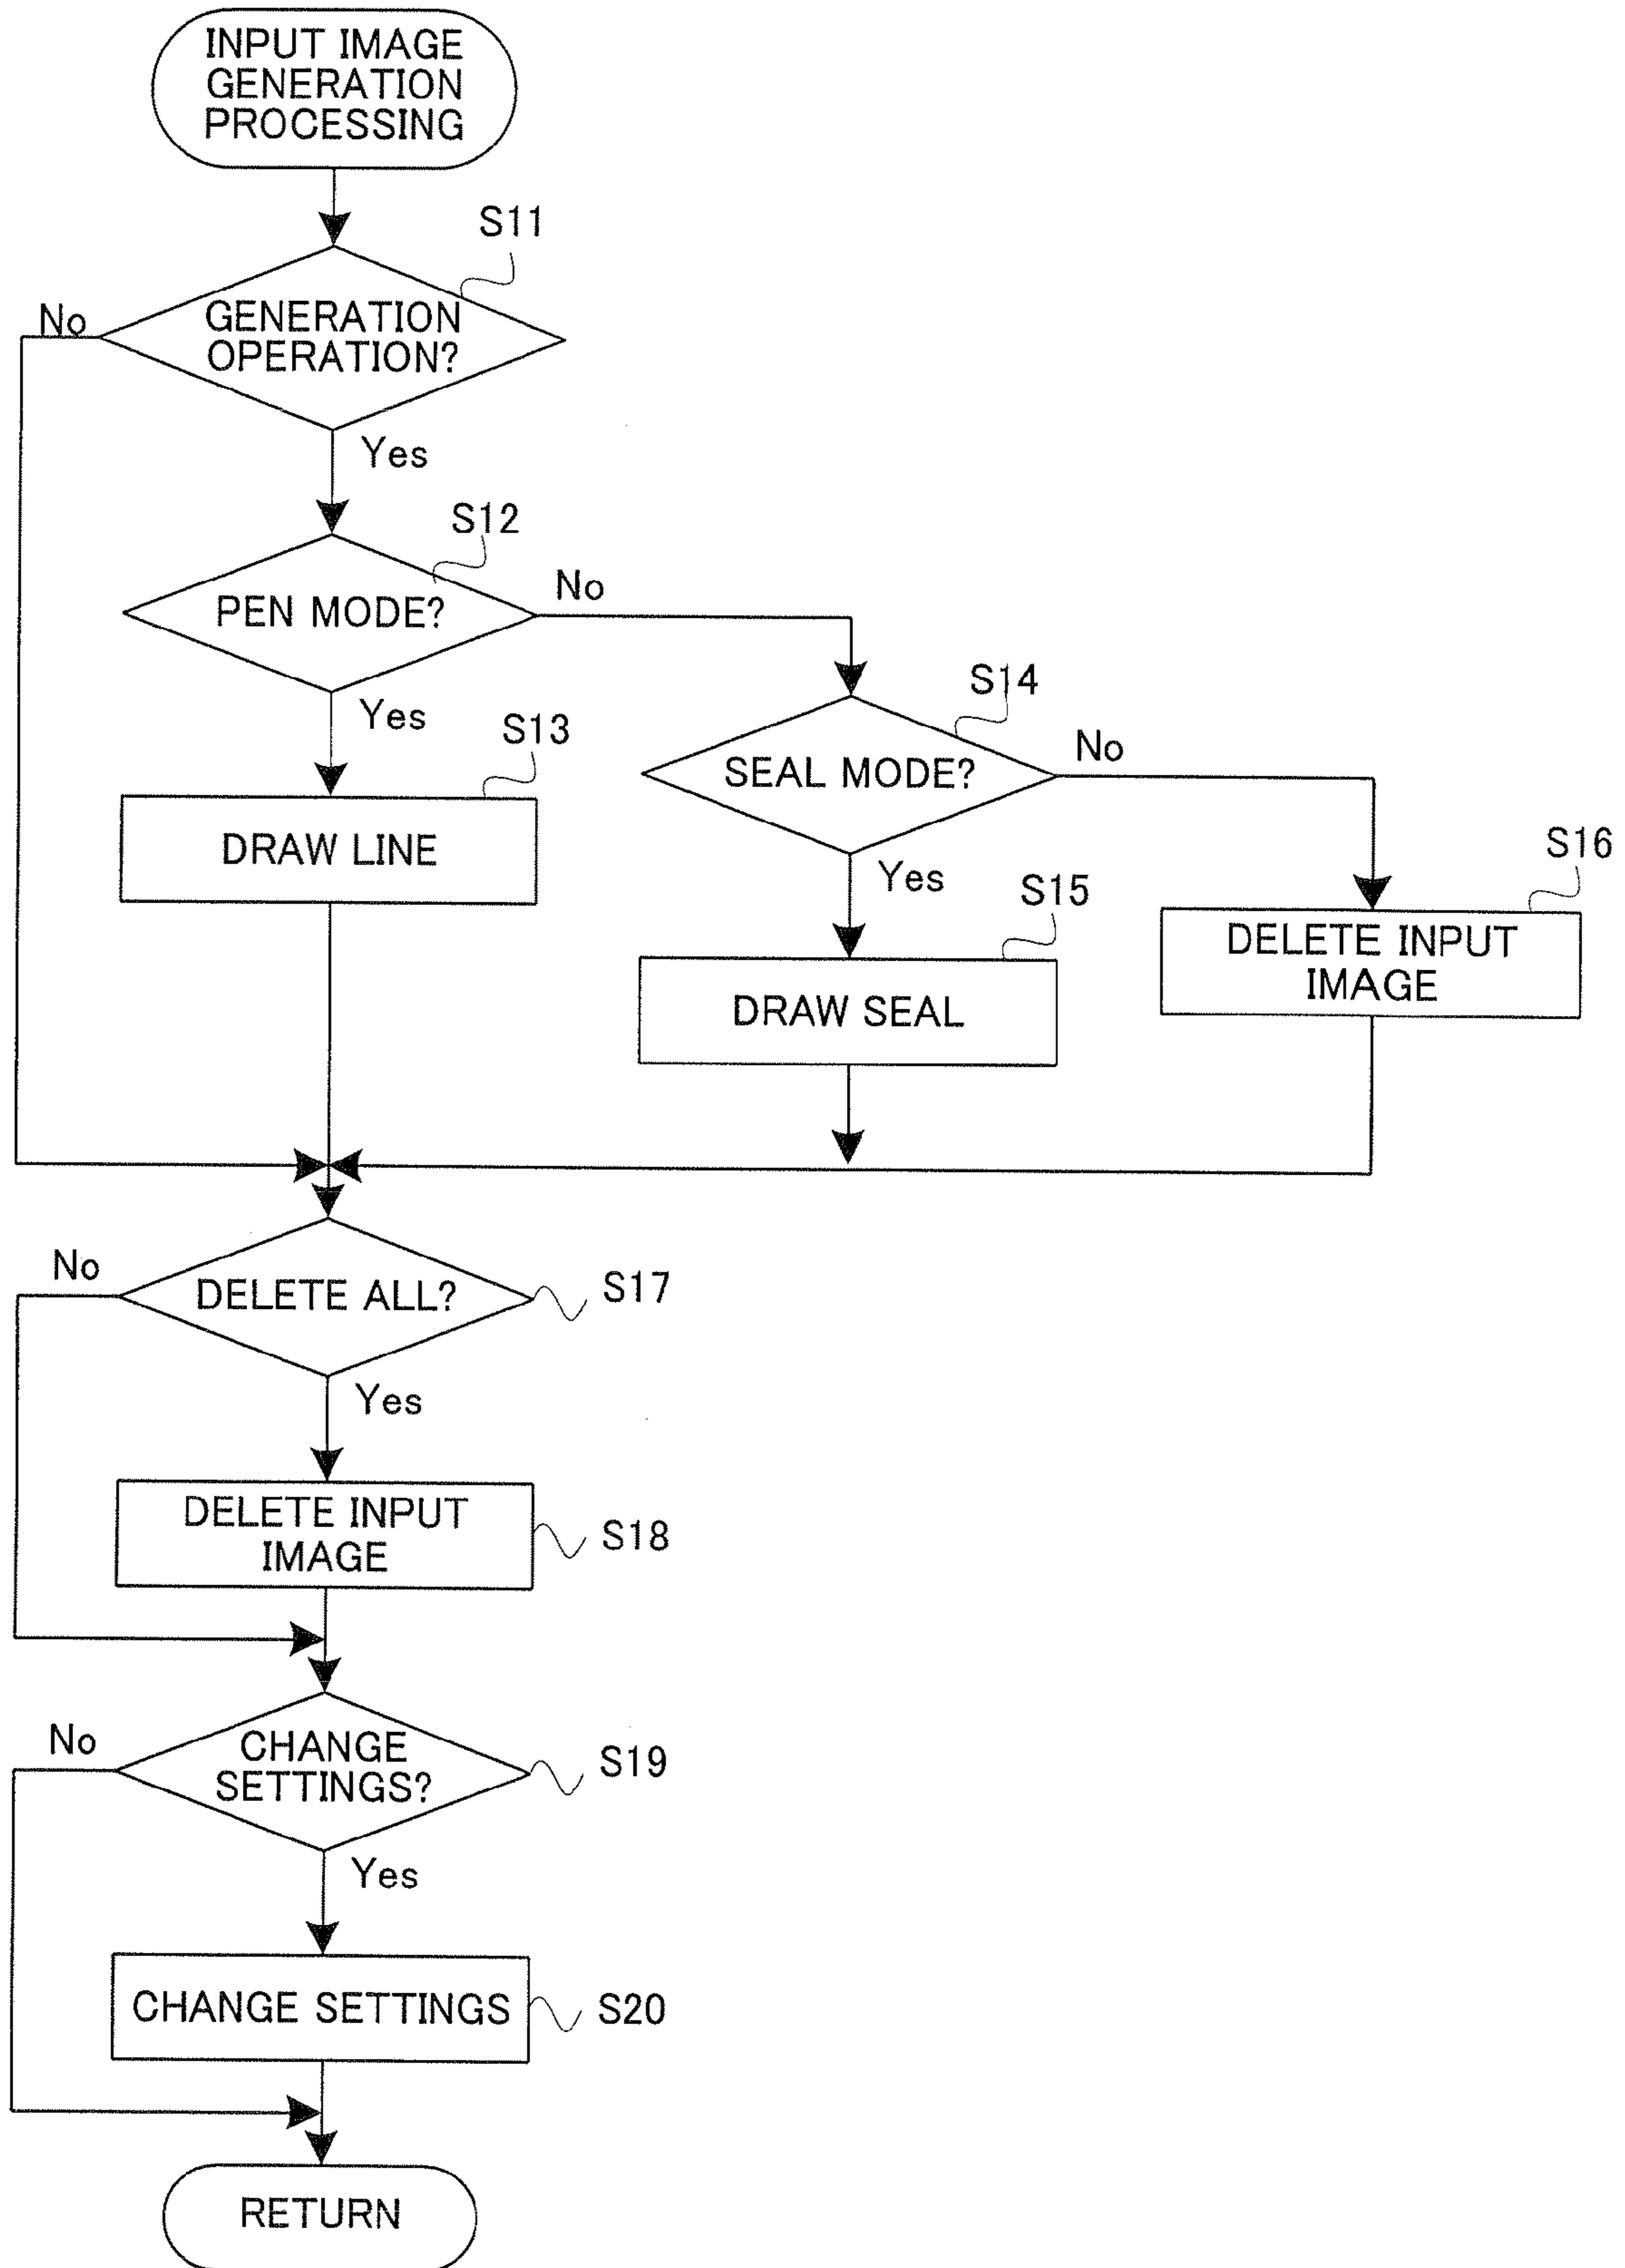 INPUT IMAGE
GENERATION
PROCESSING
S11
No
GENERATION
OPERATION?
Yes
S12
No
PEN MODE?
Yes
S13
S14
No
SEAL MODE?
DRAW LINE
Yes
S15
S16
DELETE INPUT
IMAGE
DRAW SEAL
No
DELETE ALL?
S17
Yes
DELETE INPUT
IMAGE
S18
No
CHANGE
SETTINGS?
S19
Yes
CHANGE SETTINGS
S20
RETURN